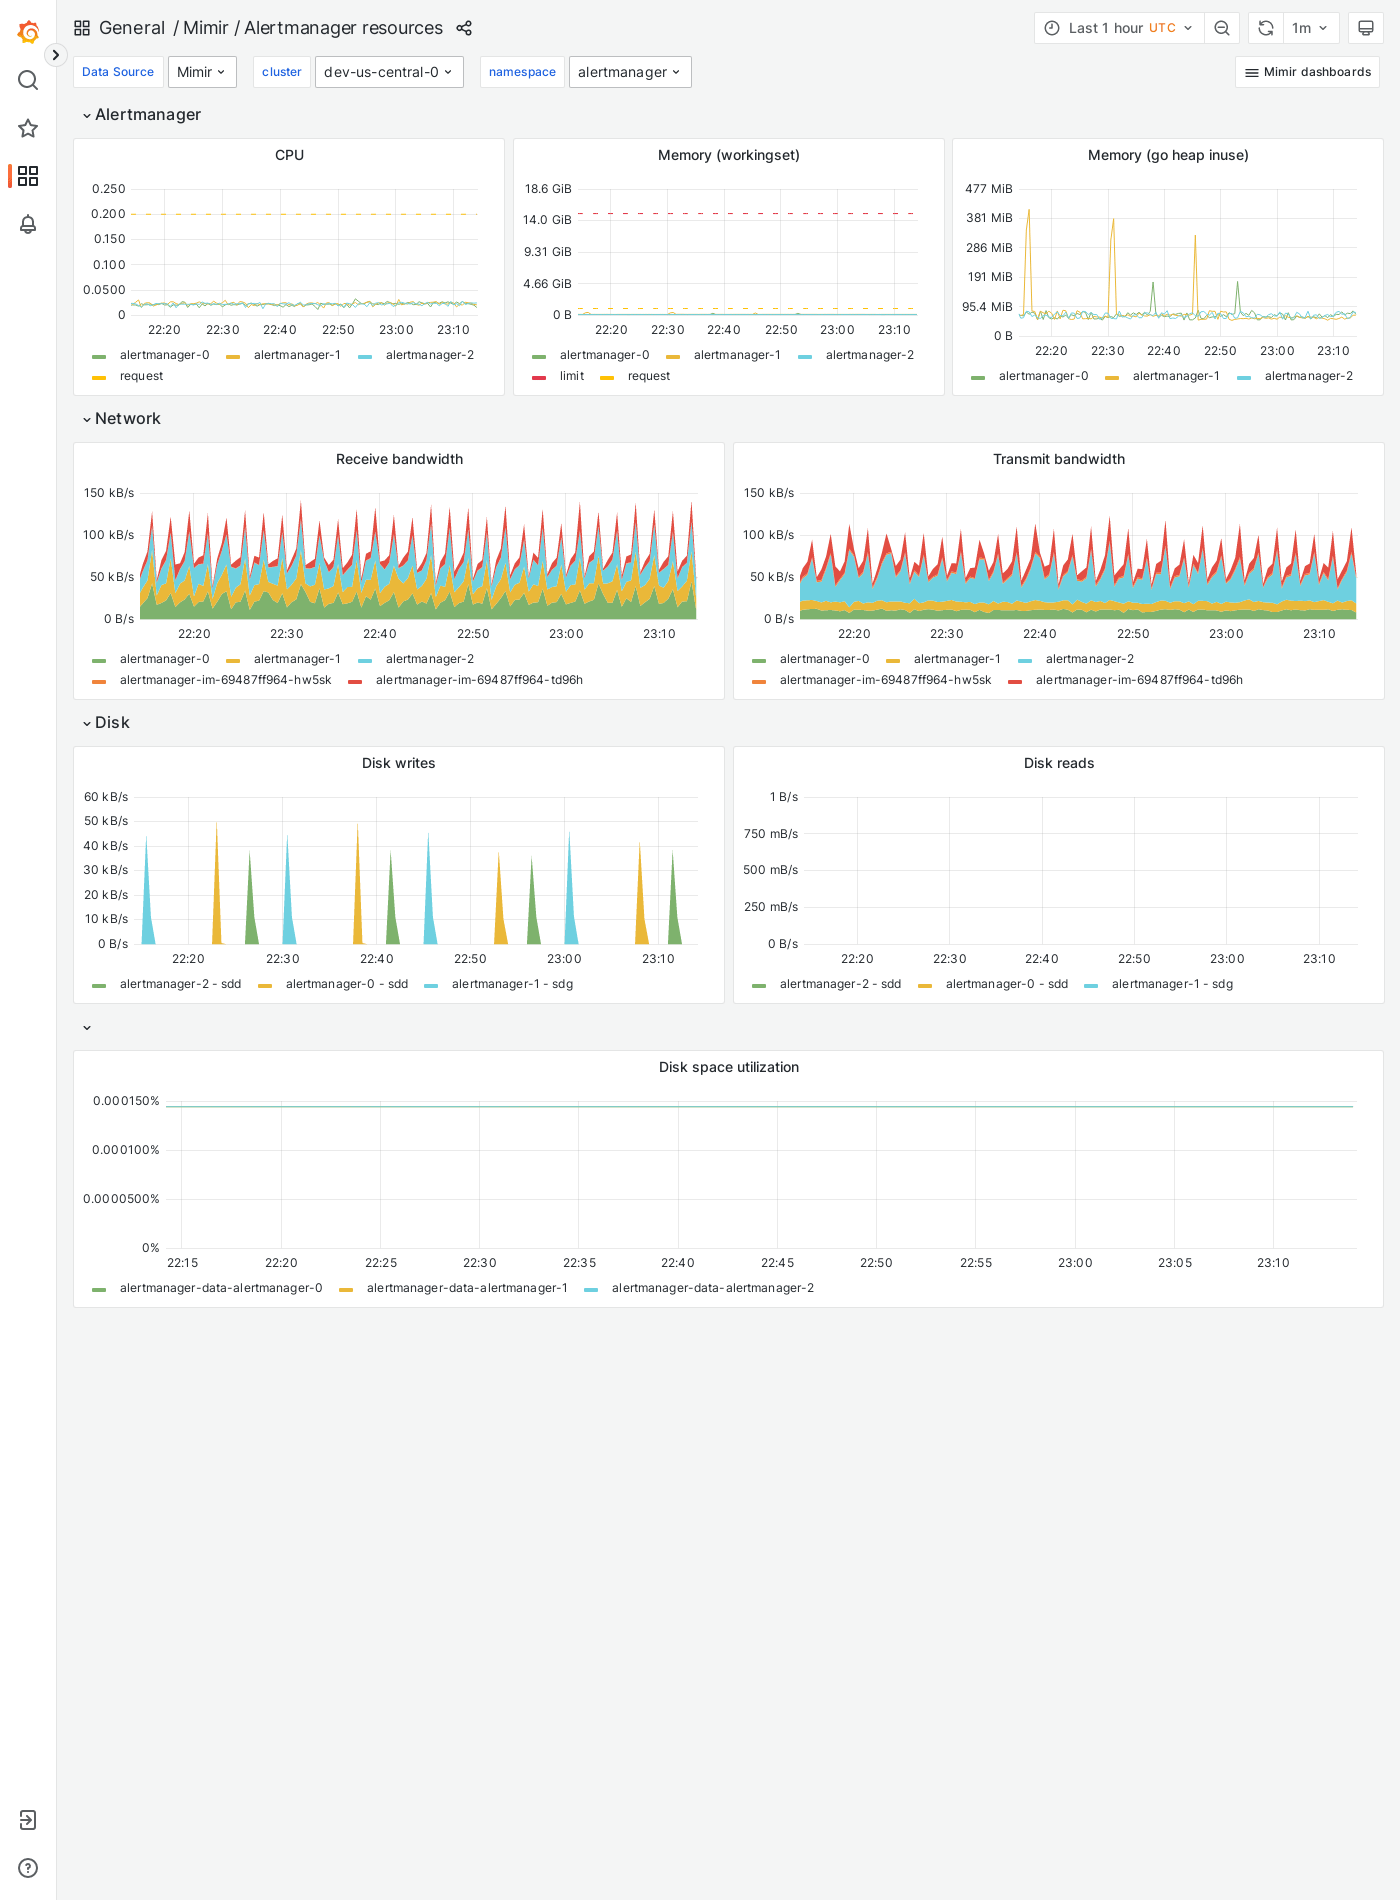 General / Mimir / Alertmanager resources
Last 1 hour UTC
1m
Data Source Mimir cluster dev-us-central-0 namespace alertmanager
Mimir dashboards
Alertmanager
CPU
0.250
0.200
0.150
0.100
0.0500
0
22:20 22:30 22:40 22:50 23:00 23:10
alertmanager-0 alertmanager-1 alertmanager-2
request
Memory (workingset)
18.6 GiB
14.0 GiB
9.31 GiB
4.66 GiB
0 B
22:20 22:30 22:40 22:50 23:00 23:10
alertmanager-0 alertmanager-1 alertmanager-2
limit request
Memory (go heap inuse)
477 MiB
381 MiB
286 MiB
191 MiB
95.4 MiB
0 B
22:20 22:30 22:40 22:50 23:00 23:10
alertmanager-0 alertmanager-1 alertmanager-2
Network
Receive bandwidth
150 kB/s
100 kB/s
50 kB/s
0 B/s
22:20 22:30 22:40 22:50 23:00 23:10
alertmanager-0 alertmanager-1 alertmanager-2
alertmanager-im-69487ff964-hw5sk alertmanager-im-69487ff964-td96h
Transmit bandwidth
150 kB/s
100 kB/s
50 kB/s
0 B/s
22:20 22:30 22:40 22:50 23:00 23:10
alertmanager-0 alertmanager-1 alertmanager-2
alertmanager-im-69487ff964-hw5sk alertmanager-im-69487ff964-td96h
Disk
Disk writes
60 kB/s
50 kB/s
40 kB/s
30 kB/s
20 kB/s
10 kB/s
0 B/s
22:20 22:30 22:40 22:50 23:00 23:10
alertmanager-2 - sdd alertmanager-0 - sdd alertmanager-1 - sdg
Disk reads
1 B/s
750 mB/s
500 mB/s
250 mB/s
0 B/s
22:20 22:30 22:40 22:50 23:00 23:10
alertmanager-2 - sdd alertmanager-0 - sdd alertmanager-1 - sdg
Disk space utilization
0.000150%
0.000100%
0.0000500%
0%
22:15 22:20 22:25 22:30 22:35 22:40 22:45 22:50 22:55 23:00 23:05 23:10
alertmanager-data-alertmanager-0 alertmanager-data-alertmanager-1 alertmanager-data-alertmanager-2